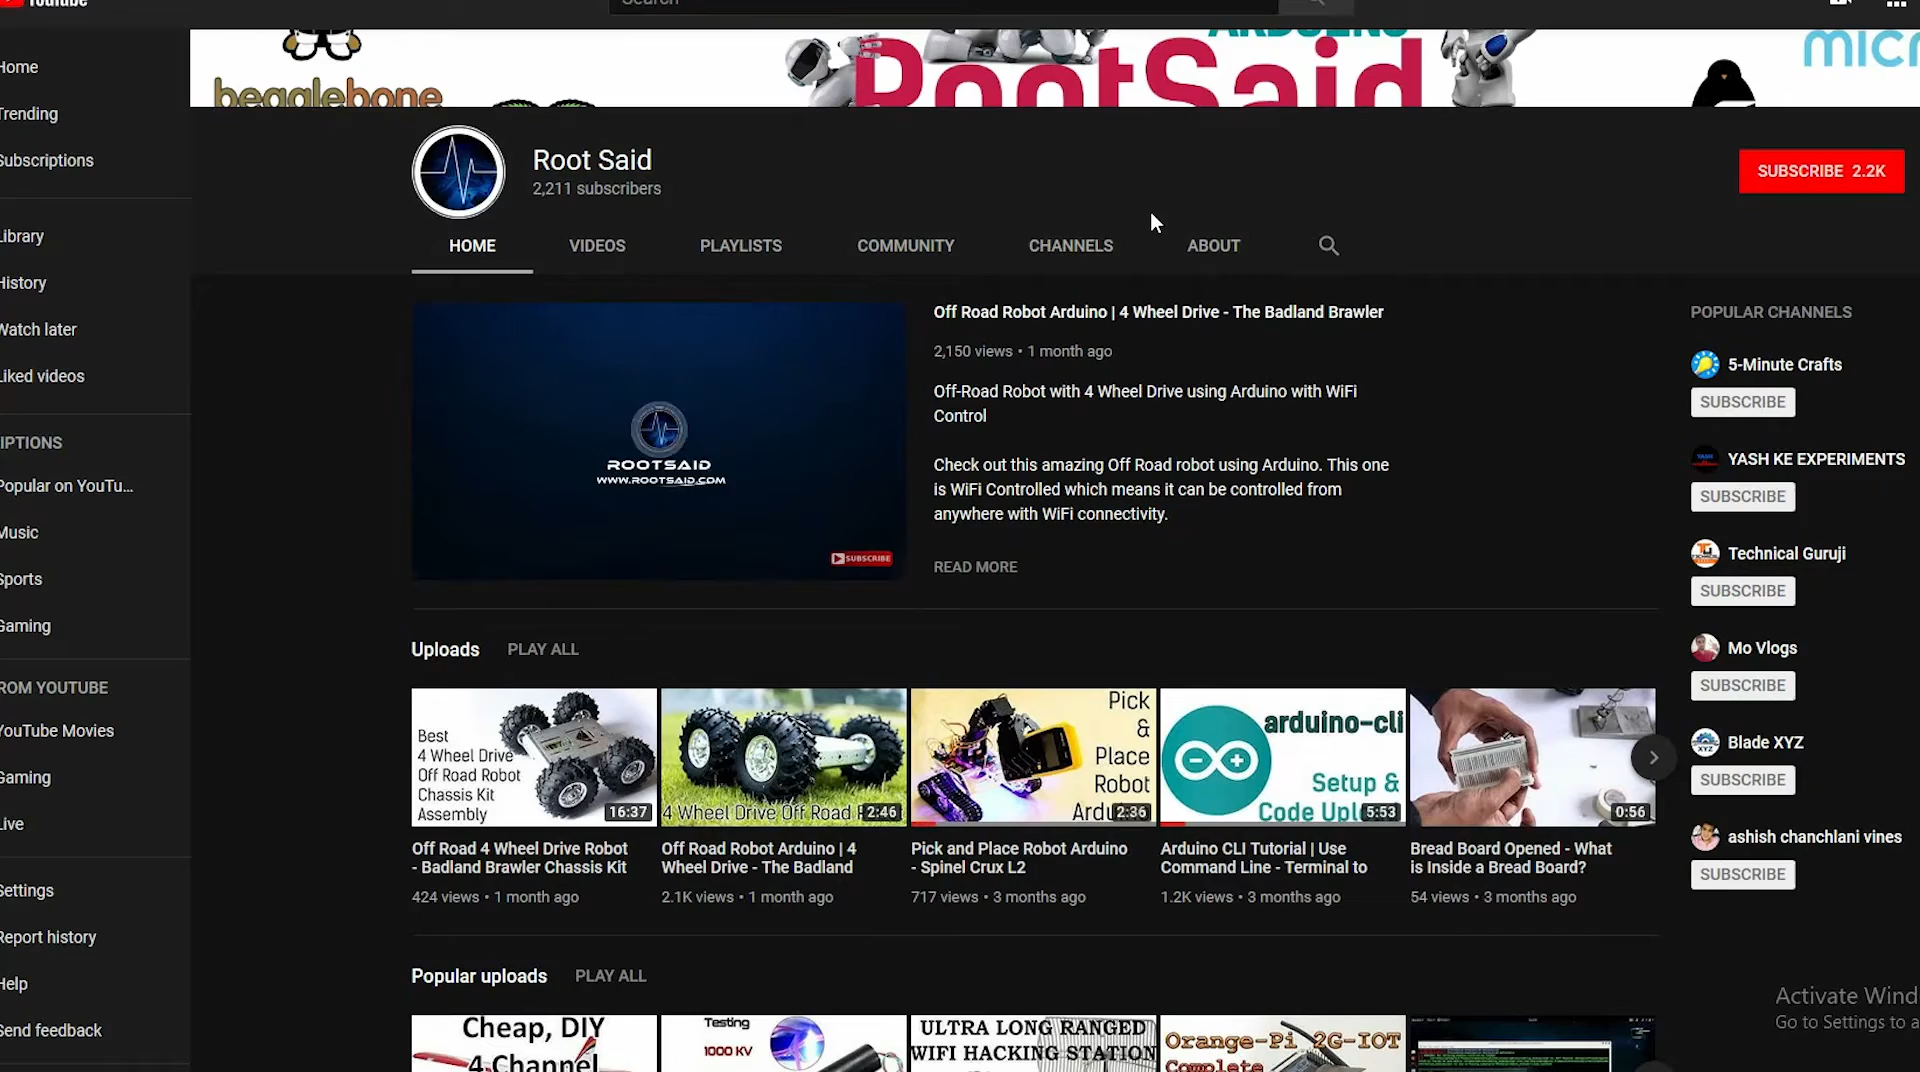 YouTube
Search
beaglebone
ARDUINO
RootSaid
Home
Trending
Subscriptions
Library
History
Watch later
Liked videos
IPTIONS
Popular on YouTu...
Music
Sports
Gaming
ROM YOUTUBE
YouTube Movies
Gaming
Live
Settings
Report history
Help
Send feedback
Root Said
2,211 subscribers
SUBSCRIBE 2.2K
HOME VIDEOS PLAYLISTS COMMUNITY CHANNELS ABOUT
ROOTSAID
WWW.ROOTSAID.COM
SUBSCRIBE
Off Road Robot Arduino | 4 Wheel Drive - The Badland Brawler
2,150 views • 1 month ago
Off-Road Robot with 4 Wheel Drive using Arduino with WiFi
Control
Check out this amazing Off Road robot using Arduino. This one
is WiFi Controlled which means it can be controlled from
anywhere with WiFi connectivity.
READ MORE
Uploads PLAY ALL
Best
4 Wheel Drive
Off Road Robot
Chassis Kit
Assembly
16:37
Off Road 4 Wheel Drive Robot
- Badland Brawler Chassis Kit
424 views • 1 month ago
4 Wheel Drive Off Road
2:46
Off Road Robot Arduino | 4
Wheel Drive - The Badland
2.1K views • 1 month ago
Pick
&
Place
Robot
2:36
Pick and Place Robot Arduino
- Spinel Crux L2
717 views • 3 months ago
arduino-cli
Setup &
Code
5:53
Arduino CLI Tutorial | Use
Command Line - Terminal to
1.2K views • 3 months ago
0:56
Bread Board Opened - What
is Inside a Bread Board?
54 views • 3 months ago
Popular uploads PLAY ALL
Cheap, DIY
4 Channel
Testing
1000 KV
ULTRA LONG RANGED
WIFI HACKING STATION
Orange-Pi 2G-IOT
Complete
POPULAR CHANNELS
5-Minute Crafts
SUBSCRIBE
YASH KE EXPERIMENTS
SUBSCRIBE
Technical Guruji
SUBSCRIBE
Mo Vlogs
SUBSCRIBE
Blade XYZ
SUBSCRIBE
ashish chanchlani vines
SUBSCRIBE
Activate Wind
Go to Settings to a